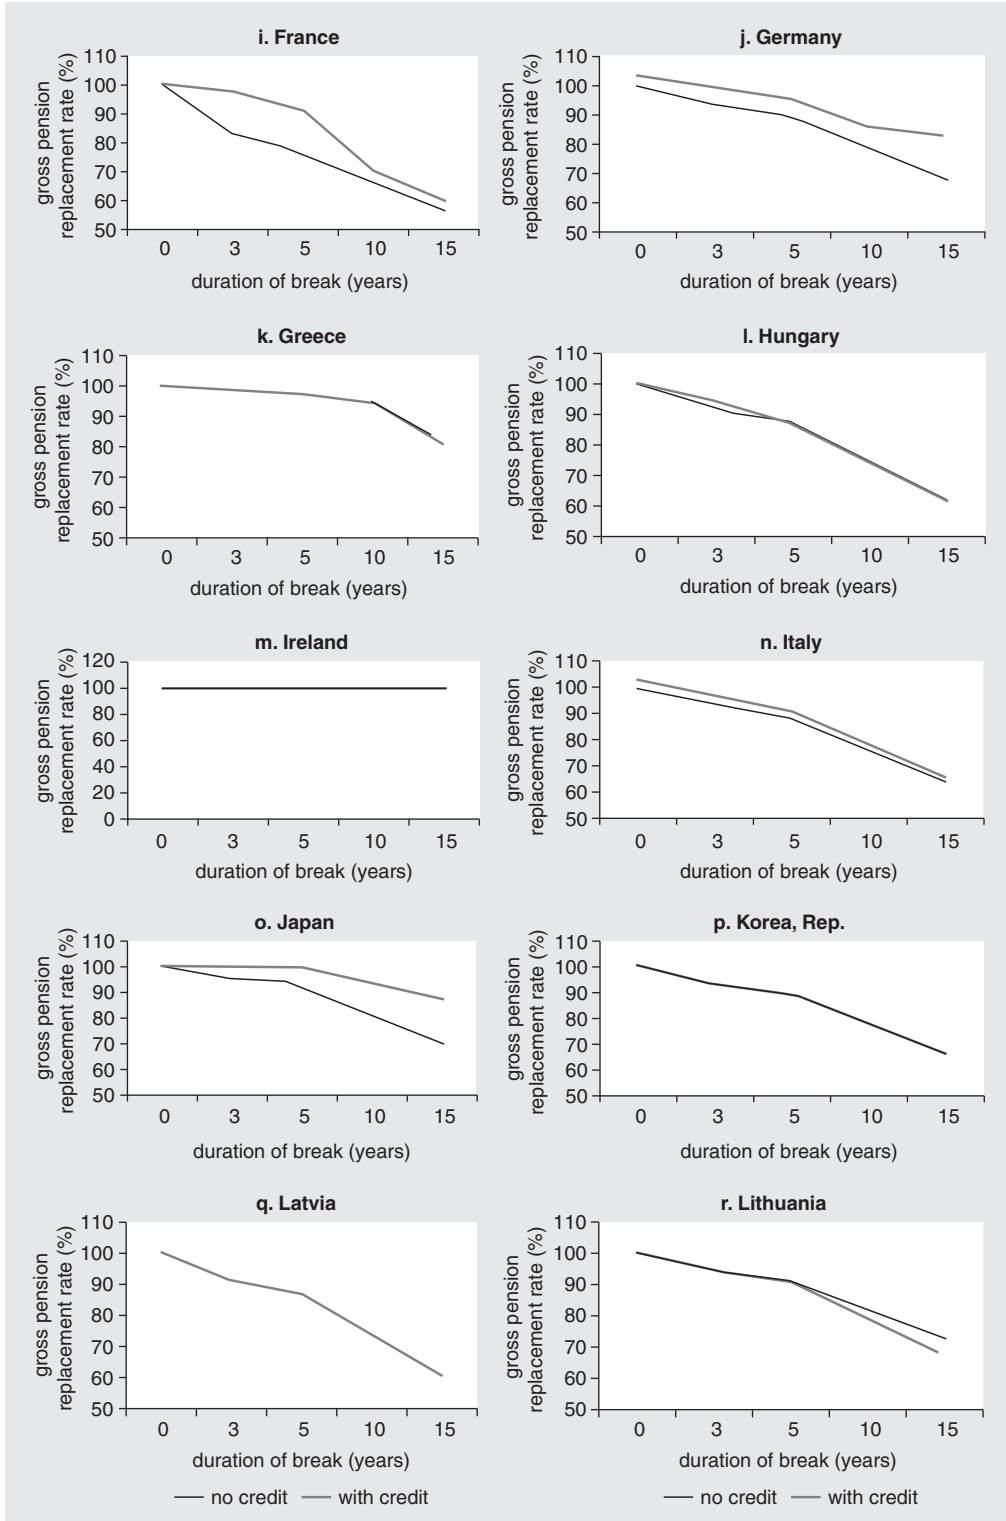 i. France
gross pension
replacement rate (%)
110
100
90
80
70
60
50
0 3 5 10 15
duration of break (years)
j. Germany
gross pension
replacement rate (%)
110
100
90
80
70
60
50
0 3 5 10 15
duration of break (years)
k. Greece
gross pension
replacement rate (%)
110
100
90
80
70
60
50
0 3 5 10 15
duration of break (years)
l. Hungary
gross pension
replacement rate (%)
110
100
90
80
70
60
50
0 3 5 10 15
duration of break (years)
m. Ireland
gross pension
replacement rate (%)
120
100
80
60
40
20
0
0 3 5 10 15
duration of break (years)
n. Italy
gross pension
replacement rate (%)
110
100
90
80
70
60
50
0 3 5 10 15
duration of break (years)
o. Japan
gross pension
replacement rate (%)
110
100
90
80
70
60
50
0 3 5 10 15
duration of break (years)
p. Korea, Rep.
gross pension
replacement rate (%)
110
100
90
80
70
60
50
0 3 5 10 15
duration of break (years)
q. Latvia
gross pension
replacement rate (%)
110
100
90
80
70
60
50
0 3 5 10 15
duration of break (years)
no credit with credit
r. Lithuania
gross pension
replacement rate (%)
110
100
90
80
70
60
50
0 3 5 10 15
duration of break (years)
no credit with credit